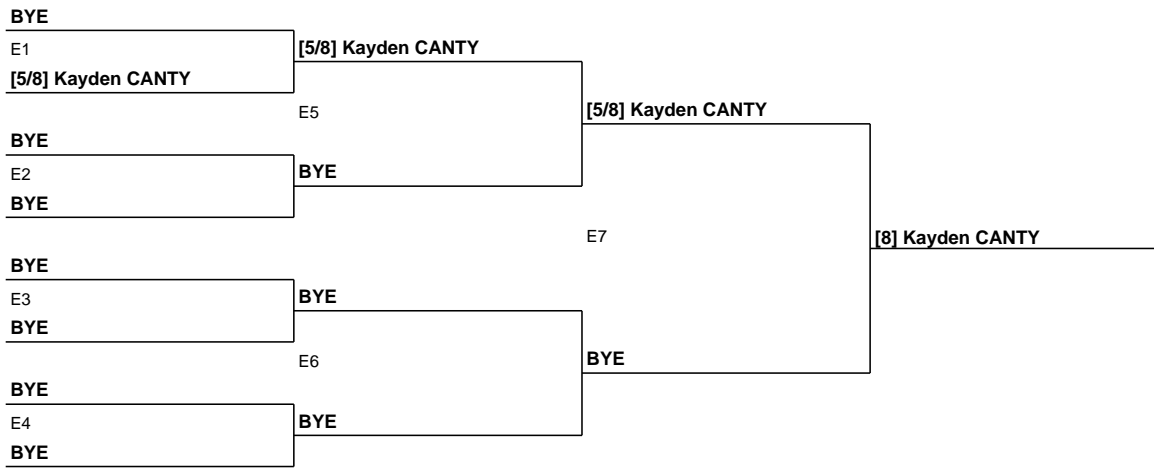 BYE
E1
[5/8] Kayden CANTY
[5/8] Kayden CANTY
E5
[5/8] Kayden CANTY
BYE
E2
BYE
BYE
E7
[8] Kayden CANTY
BYE
E3
BYE
BYE
E6
BYE
BYE
E4
BYE
BYE